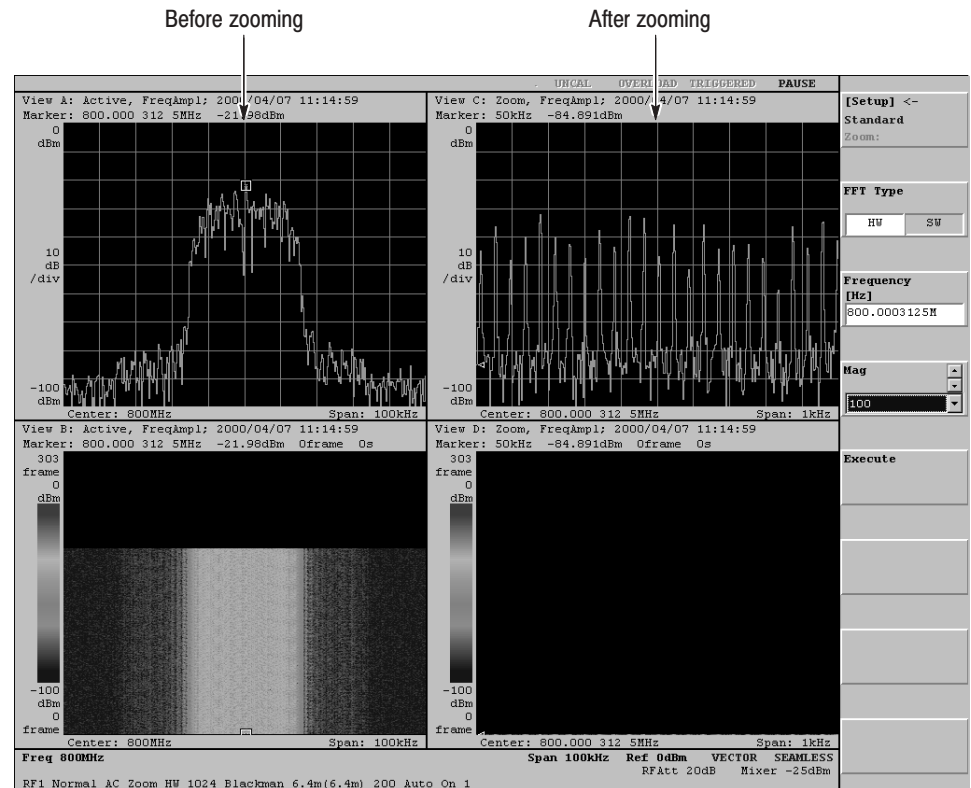 Before zooming
After zooming
. UNCAL OVERLOAD TRIGGERED PAUSE
View A: Active, FreqAmpl; 2000/04/07 11:14:59
Marker: 800.000 312 5MHz -21.98dBm
0
dBm
10
dB
/div
-100
dBm
Center: 800MHz Span: 100kHz
View C: Zoom, FreqAmpl; 2000/04/07 11:14:59
Marker: 50kHz -84.891dBm
0
dBm
10
dB
/div
-100
dBm
Center: 800.000 312 5MHz Span: 1kHz
View B: Active, FreqAmpl; 2000/04/07 11:14:59
Marker: 800.000 312 5MHz -21.98dBm 0frame 0s
303
frame
0
dBm
-100
dBm
0
frame
Center: 800MHz Span: 100kHz
View D: Zoom, FreqAmpl; 2000/04/07 11:14:59
Marker: 50kHz -84.891dBm 0frame 0s
303
frame
0
dBm
-100
dBm
0
frame
Center: 800.000 312 5MHz Span: 1kHz
[Setup] <-
Standard
Zoom:
FFT Type
HW SW
Frequency
[Hz]
800.0003125M
Mag
100
Execute
Freq 800MHz Span 100kHz Ref 0dBm VECTOR SEAMLESS
RFAtt 20dB Mixer -25dBm
RF1 Normal AC Zoom HW 1024 Blackman 6.4m(6.4m) 200 Auto On 1